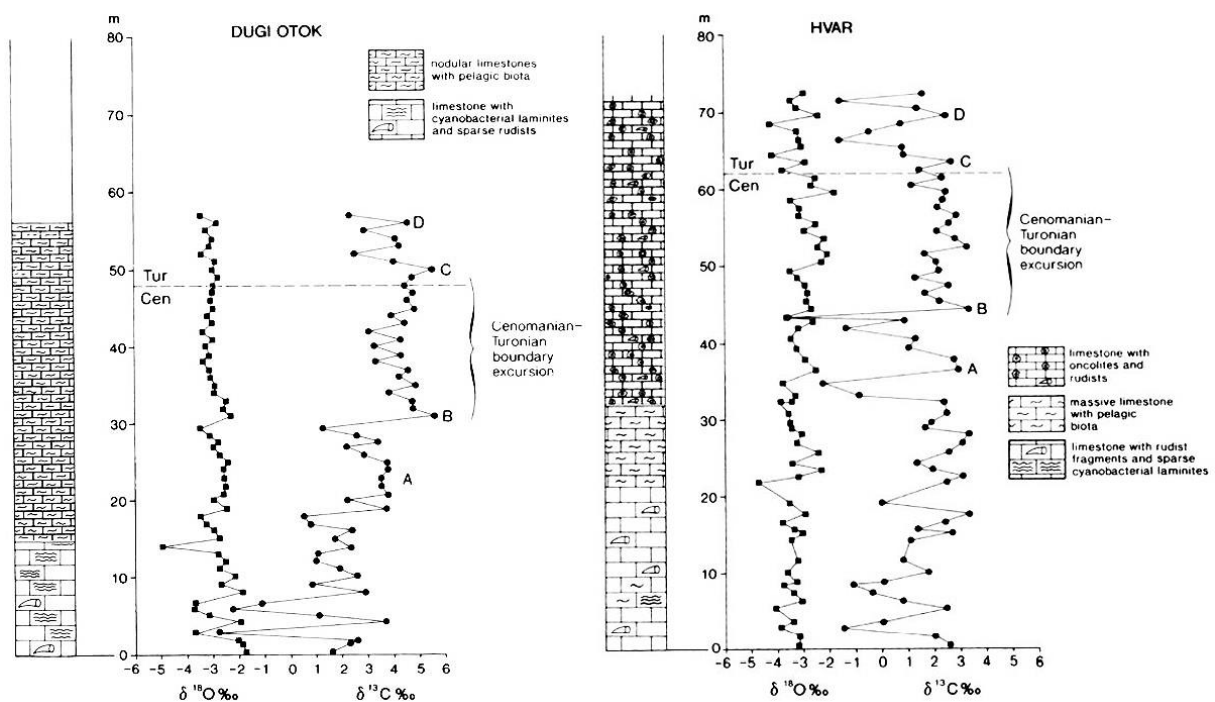 DUGI OTOK
m
80
70
60
50
40
30
20
10
0
nodular limestones
with pelagic biota
limestone with
cyanobacterial laminites
and sparse rudists
D
C
Tur
Cen
Cenomanian–
Turonian
boundary
excursion
B
A
-6 -5 -4 -3 -2 -1 0 1 2 3 4 5 6
δ 18O ‰ δ 13C ‰
HVAR
m
80
70
60
50
40
30
20
10
0
D
C
Tur
Cen
Cenomanian–
Turonian boundary
excursion
B
A
limestone with
oncolites and
rudists
massive limestone
with pelagic
biota
limestone with rudist
fragments and sparse
cyanobacterial laminites
-6 -5 -4 -3 -2 -1 0 1 2 3 4 5 6
δ 18O ‰ δ 13C ‰